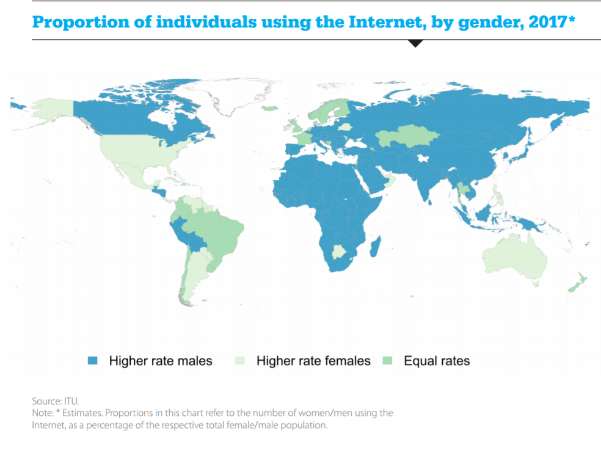 Proportion of individuals using the Internet, by gender, 2017*
Higher rate males
Higher rate females
Equal rates
Source: ITU.
Note: * Estimates. Proportions in this chart refer to the number of women/men using the
Internet, as a percentage of the respective total female/male population.